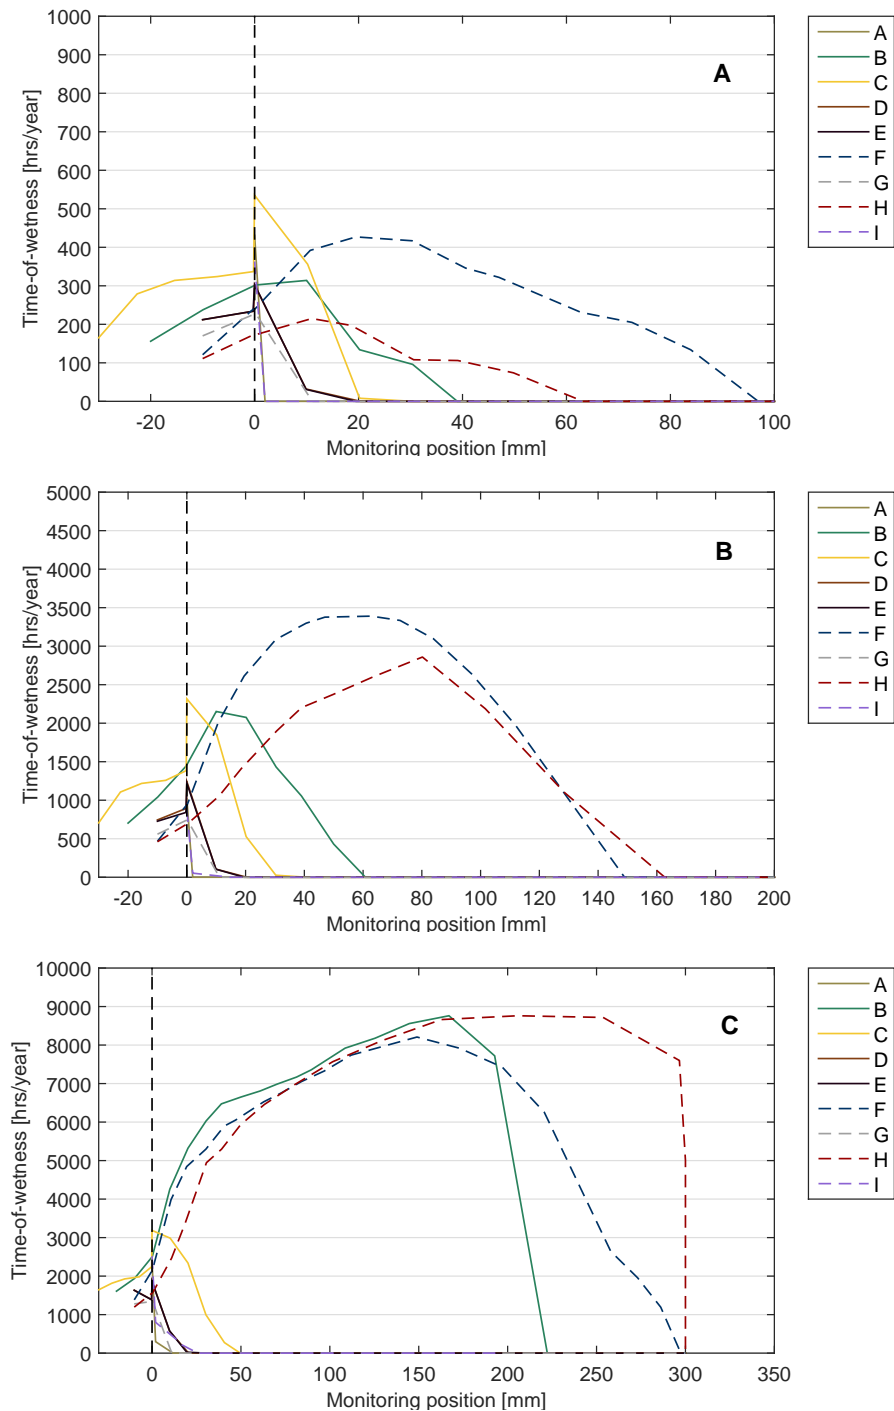 1000
900
800
700
600
500
400
300
200
100
0
Time-of-wetness [hrs/year]
-20 0 20 40 60 80 100
Monitoring position [mm]
A
A
B
C
D
E
F
G
H
I
5000
4500
4000
3500
3000
2500
2000
1500
1000
500
0
Time-of-wetness [hrs/year]
-20 0 20 40 60 80 100 120 140 160 180 200
Monitoring position [mm]
B
A
B
C
D
E
F
G
H
I
10000
9000
8000
7000
6000
5000
4000
3000
2000
1000
0
Time-of-wetness [hrs/year]
0 50 100 150 200 250 300 350
Monitoring position [mm]
C
A
B
C
D
E
F
G
H
I